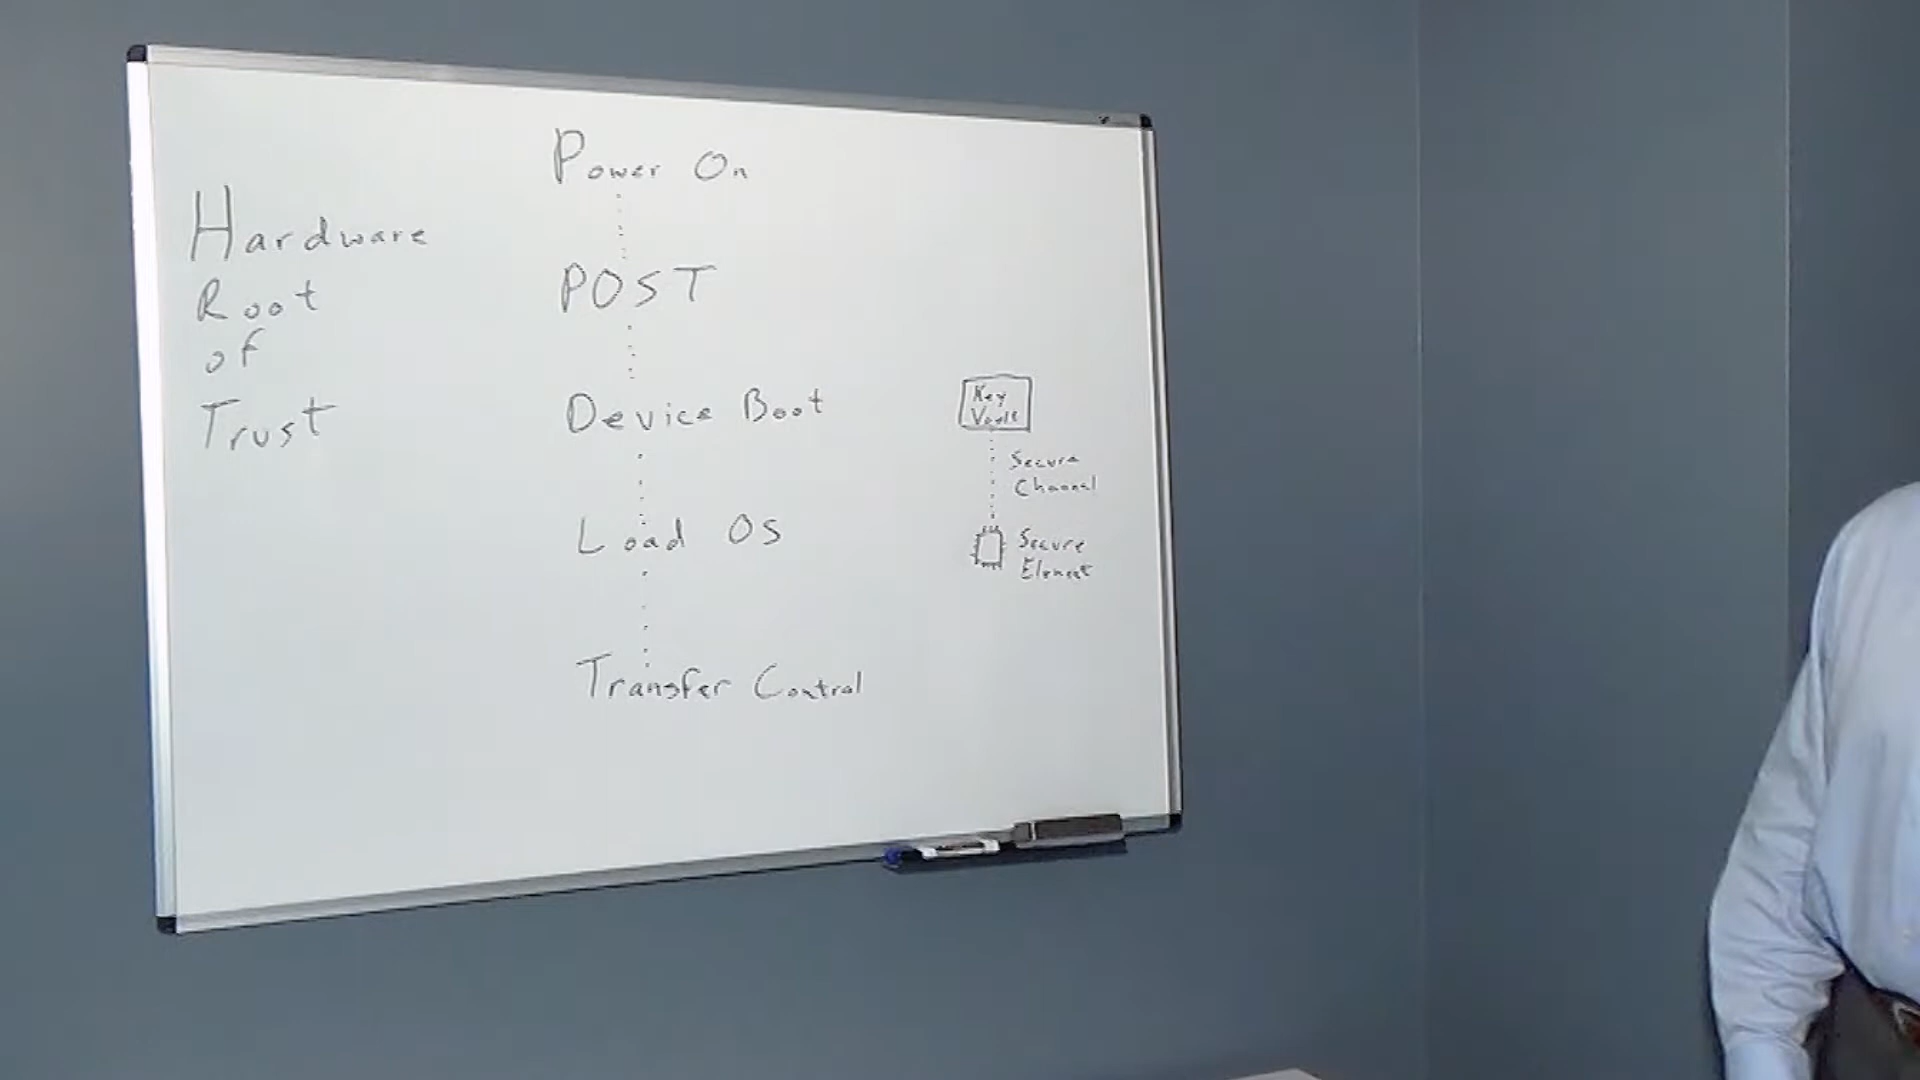 Hardware
Root
of
Trust
Power On
POST
Device Boot
Load OS
Transfer Control
Key
Vault
Secure
Channel
Secure
Element